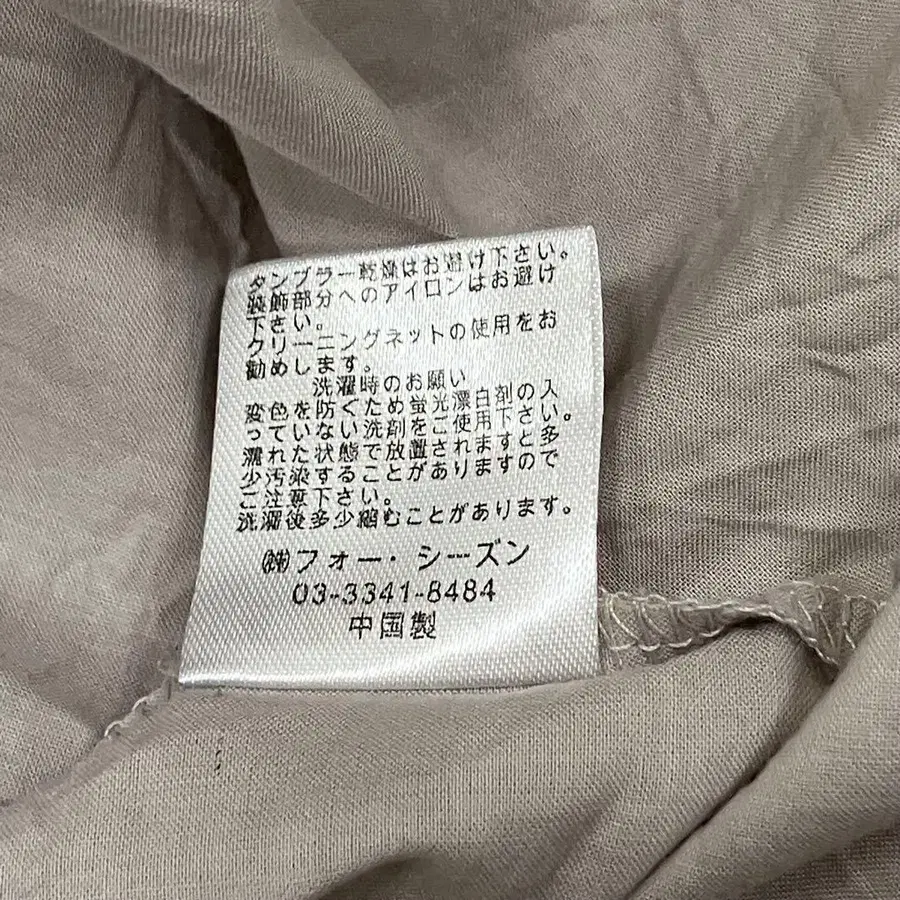 タンブラー乾燥はお避け下さい。
装飾部分へのアイロンはお避け
下さい。
クリーニングネットの使用をお
勧めします。
洗濯時のお願い
変色を防ぐため蛍光漂白剤の入
っていない洗剤をご使用下さい。
濡れた状態で放置されますと多
少汚染することがありますので
ご注意下さい。
洗濯後多少縮むことがあります。
㈱フォー・シーズン
03-3341-8484
中国製